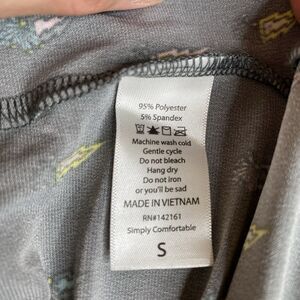 95% Polyester
5% Spandex
Machine wash cold
Gentle cycle
Do not bleach
Hang dry
Do not iron
or you'll be sad
MADE IN VIETNAM
RN#142161
Simply Comfortable
S